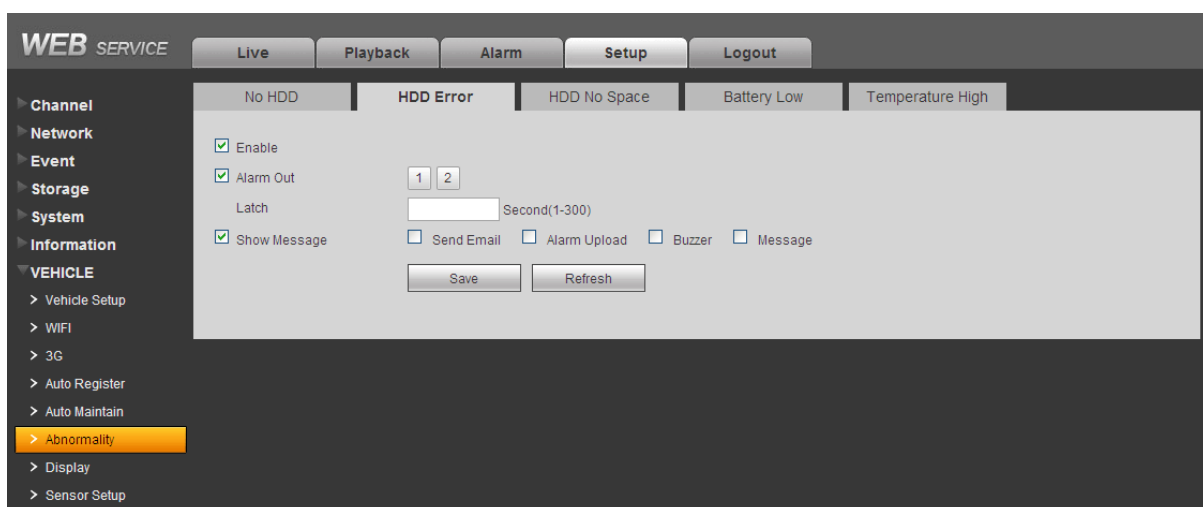 WEB SERVICE
Live Playback Alarm Setup Logout
Channel
Network
Event
Storage
System
Information
VEHICLE
> Vehicle Setup
> WIFI
> 3G
> Auto Register
> Auto Maintain
> Abnormality
> Display
> Sensor Setup
No HDD HDD Error HDD No Space Battery Low Temperature High
Enable
Alarm Out 1 2
Latch Second(1-300)
Show Message Send Email Alarm Upload Buzzer Message
Save Refresh